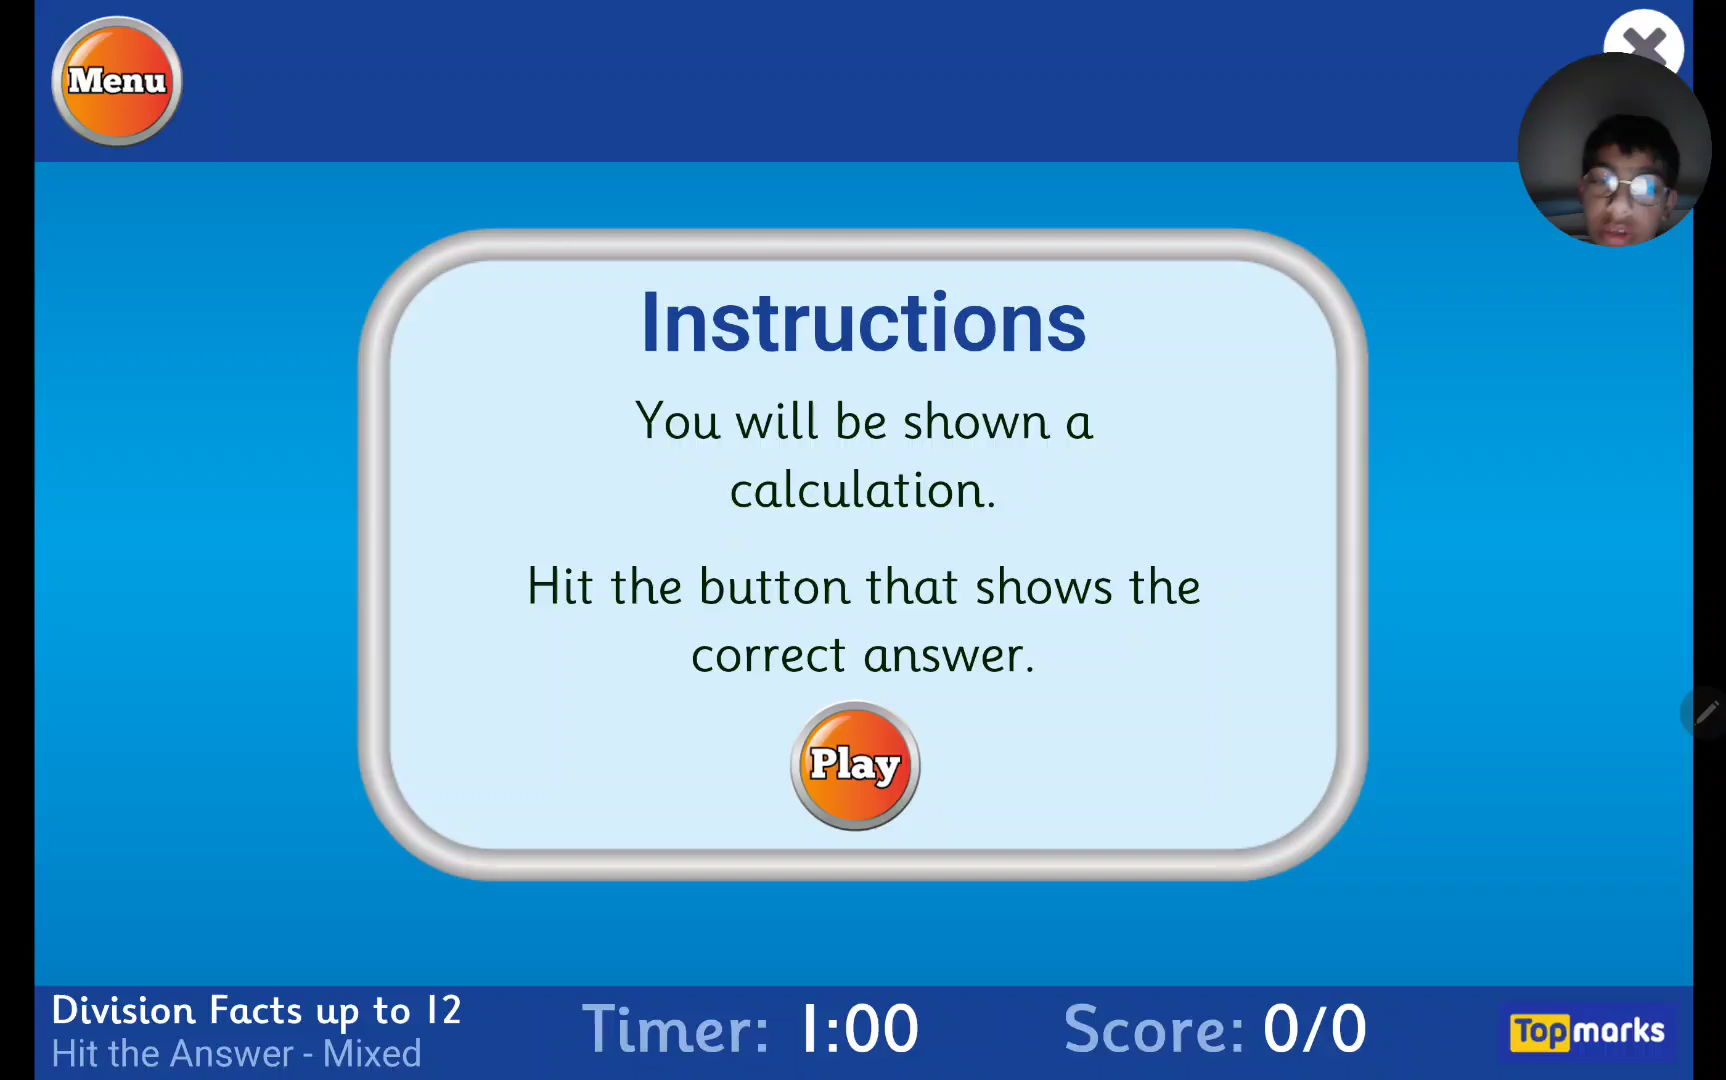 Menu
Instructions
You will be shown a
calculation.
Hit the button that shows the
correct answer.
Play
Division Facts up to 12
Hit the Answer - Mixed
Timer: 1:00
Score: 0/0
Topmarks